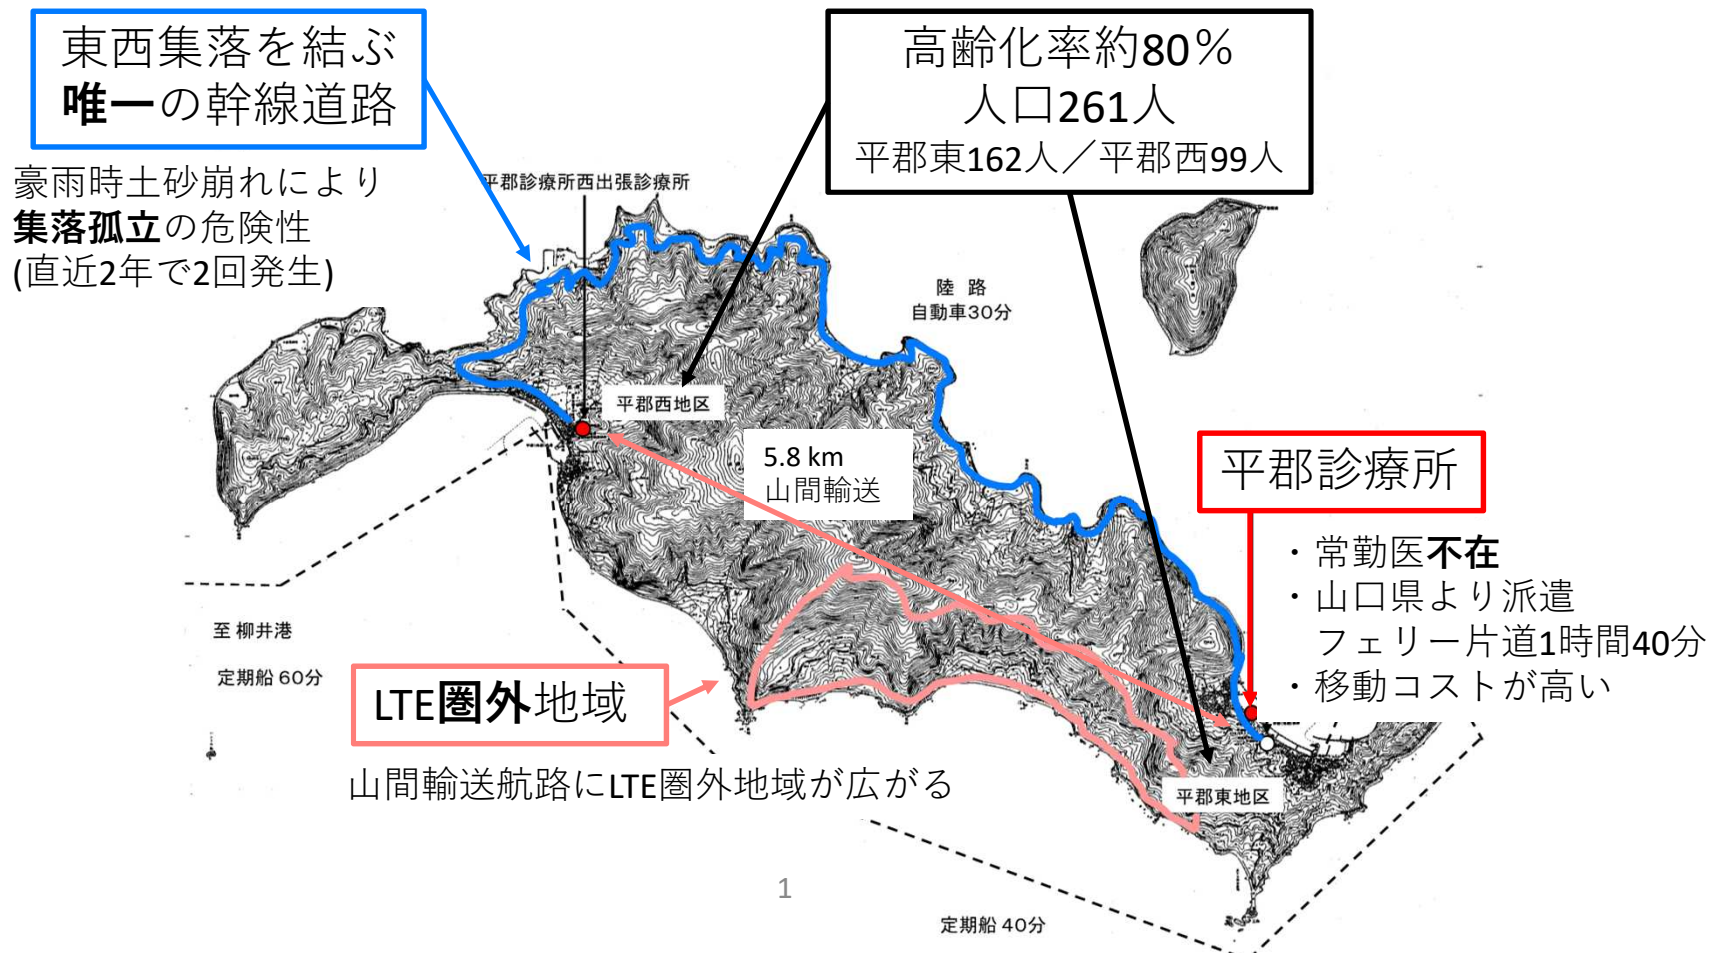 東西集落を結ぶ
唯一の幹線道路
豪雨時土砂崩れにより
集落孤立の危険性
(直近2年で2回発生)
高齢化率約80%
人口261人
平郡東162人／平郡西99人
平郡診療所西出張診療所
陸 路
自動車30分
平郡西地区
5.8 km
山間輸送
平郡診療所
・常勤医不在
・山口県より派遣
フェリー片道1時間40分
・移動コストが高い
至 柳井港
定期船 60分
LTE圏外地域
山間輸送航路にLTE圏外地域が広がる
平郡東地区
1
定期船 40分